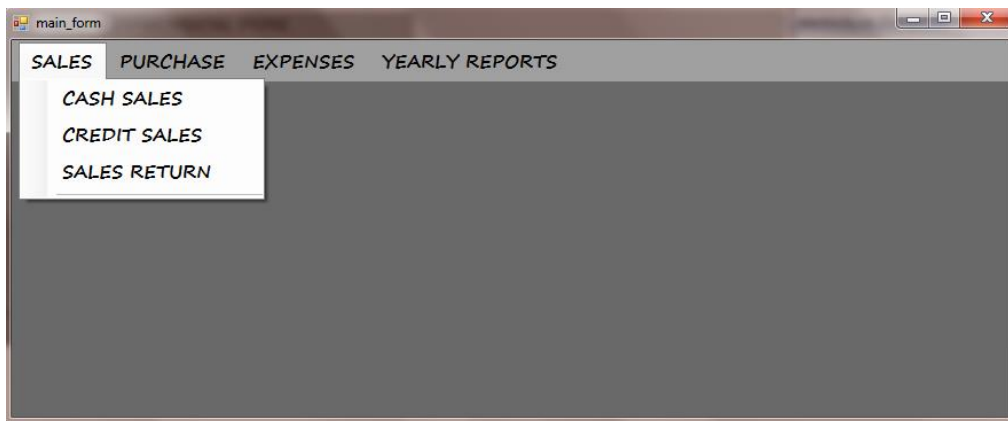 main_form
SALES PURCHASE EXPENSES YEARLY REPORTS
CASH SALES
CREDIT SALES
SALES RETURN